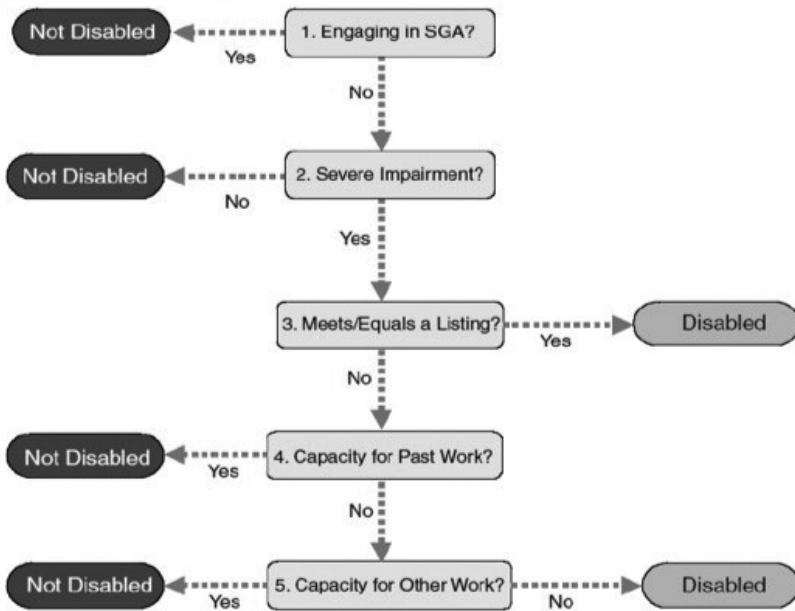 Not Disabled
1. Engaging in SGA?
Yes
No
Not Disabled
2. Severe Impairment?
No
Yes
3. Meets/Equals a Listing?
Disabled
Yes
No
Not Disabled
4. Capacity for Past Work?
Yes
No
Not Disabled
5. Capacity for Other Work?
Disabled
Yes
No